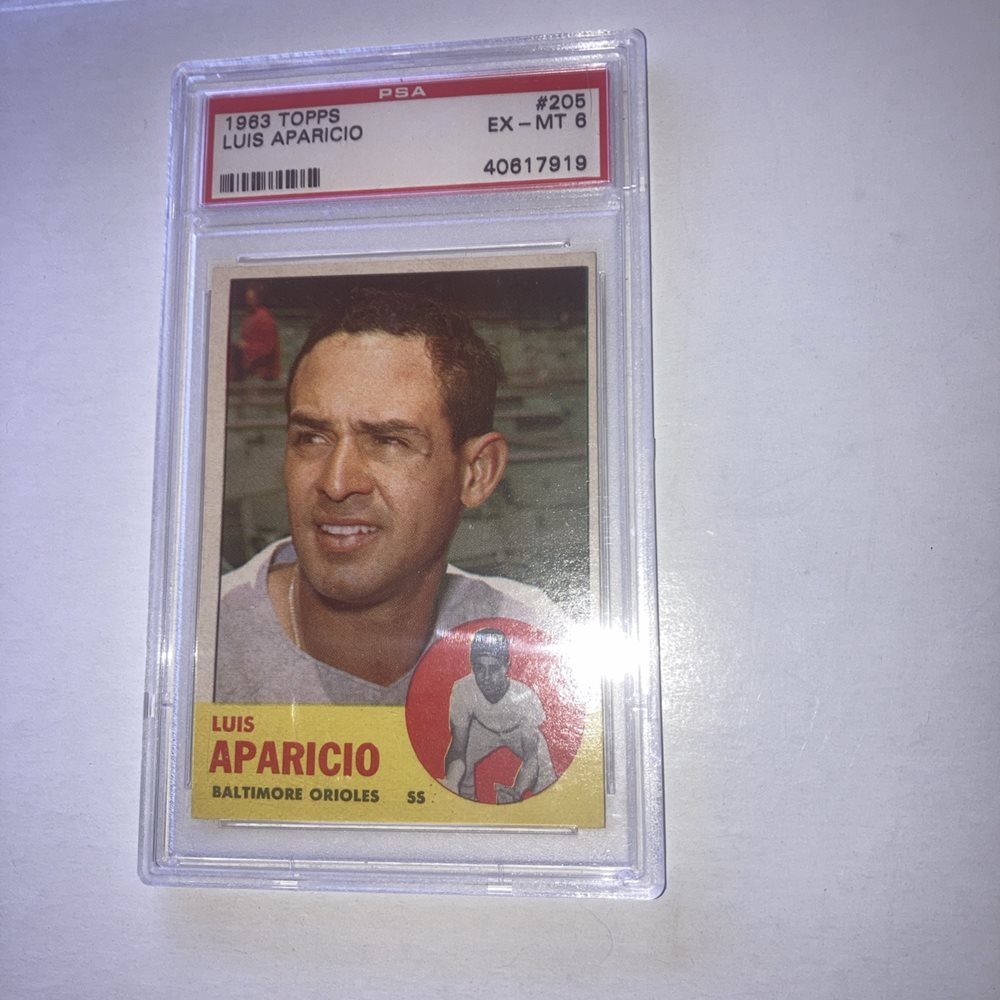 PSA
1963 TOPPS #205
LUIS APARICIO EX-MT 6
40617919
LUIS
APARICIO
BALTIMORE ORIOLES SS